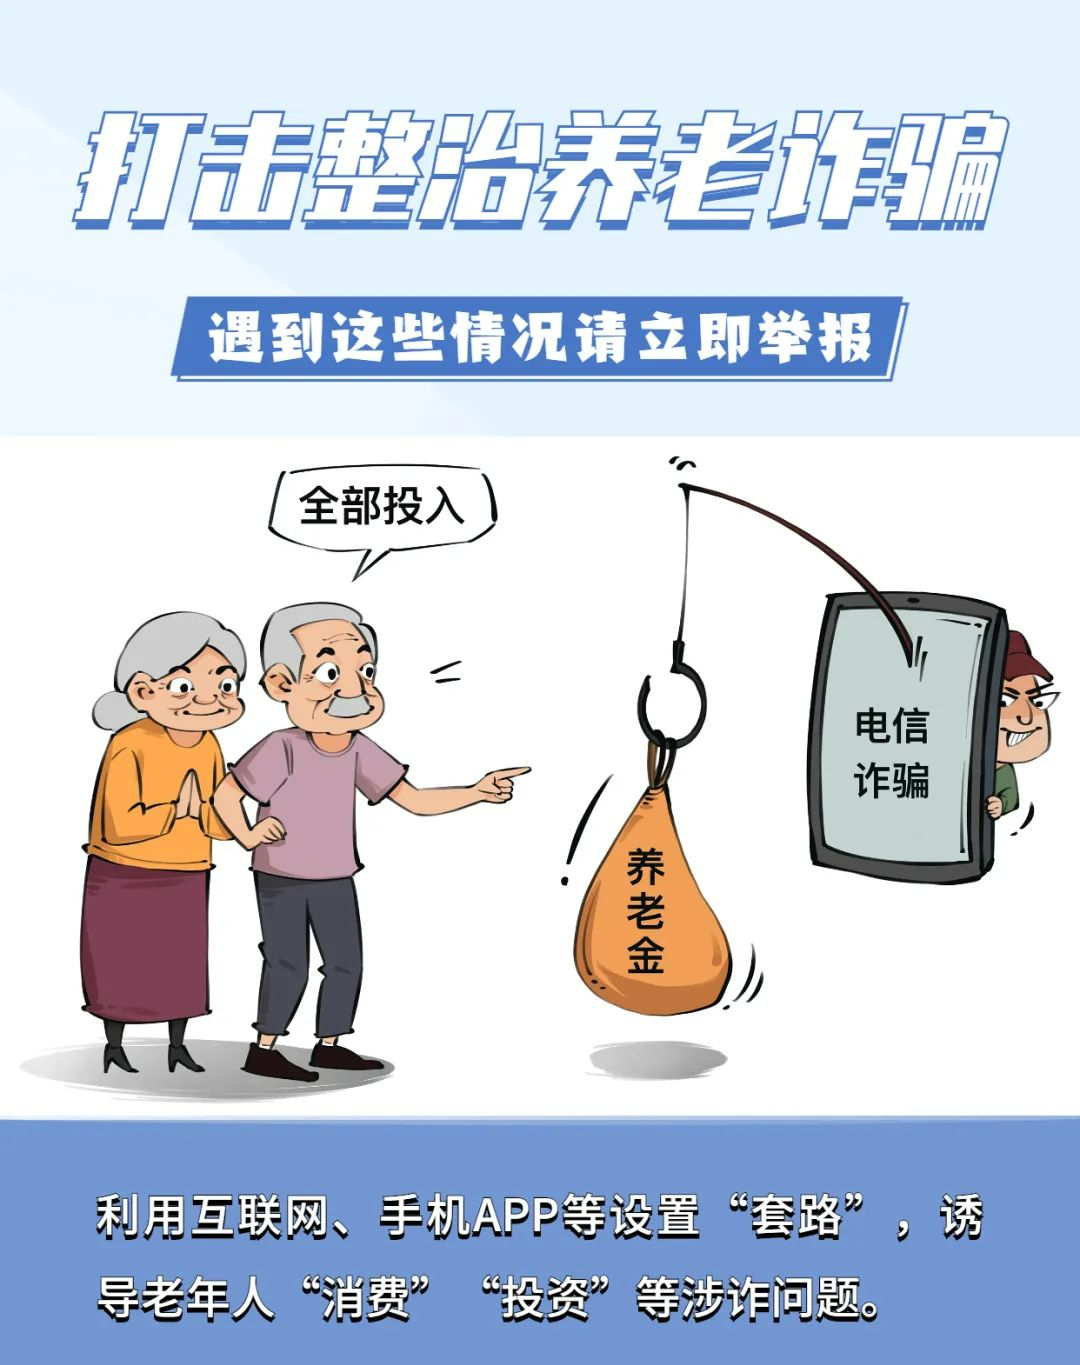 打击整治养老诈骗
遇到这些情况请立即举报
全部投入
电信
诈骗
养老金
利用互联网、手机APP等设置“套路”，诱
导老年人“消费”“投资”等涉诈问题。